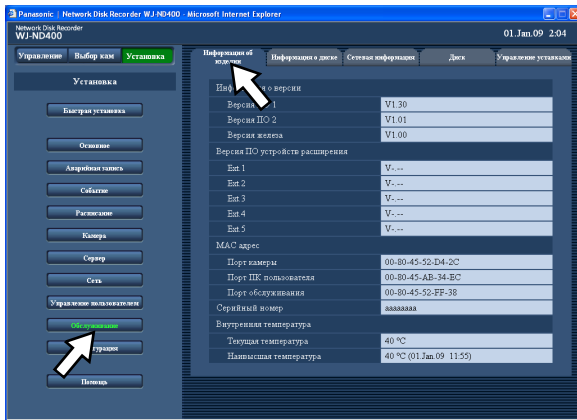 Panasonic | Network Disk Recorder WJ-ND400 - Microsoft Internet Explorer
Network Disk Recorder
WJ-ND400
01.Jan.09 2:04
Управление Выбор кам Установка
Информация об изделии
Информация о диске
Сетевая информация
Диск
Управление уставками
Установка
Быстрая установка
Основное
Аварийная запись
Событие
Расписание
Камера
Сервер
Сеть
Управление пользователем
Обслуживание
Помощь
о версии
Версия 1 V1.30
Версия ПО 2 V1.01
Версия железа V1.00
Версия ПО устройств расширения
Ext.1 V-.--
Ext.2 V-.--
Ext.3 V-.--
Ext.4 V-.--
Ext.5 V-.--
MAC адрес
Порт камеры 00-80-45-52-D4-2C
Порт ПК пользователя 00-80-45-AB-34-EC
Порт обслуживания 00-80-45-52-FF-38
Серийный номер aaaaaaaa
Внутренняя температура
Текущая температура 40 °C
Наивысшая температура 40 °C (01.Jan.09 11:55)